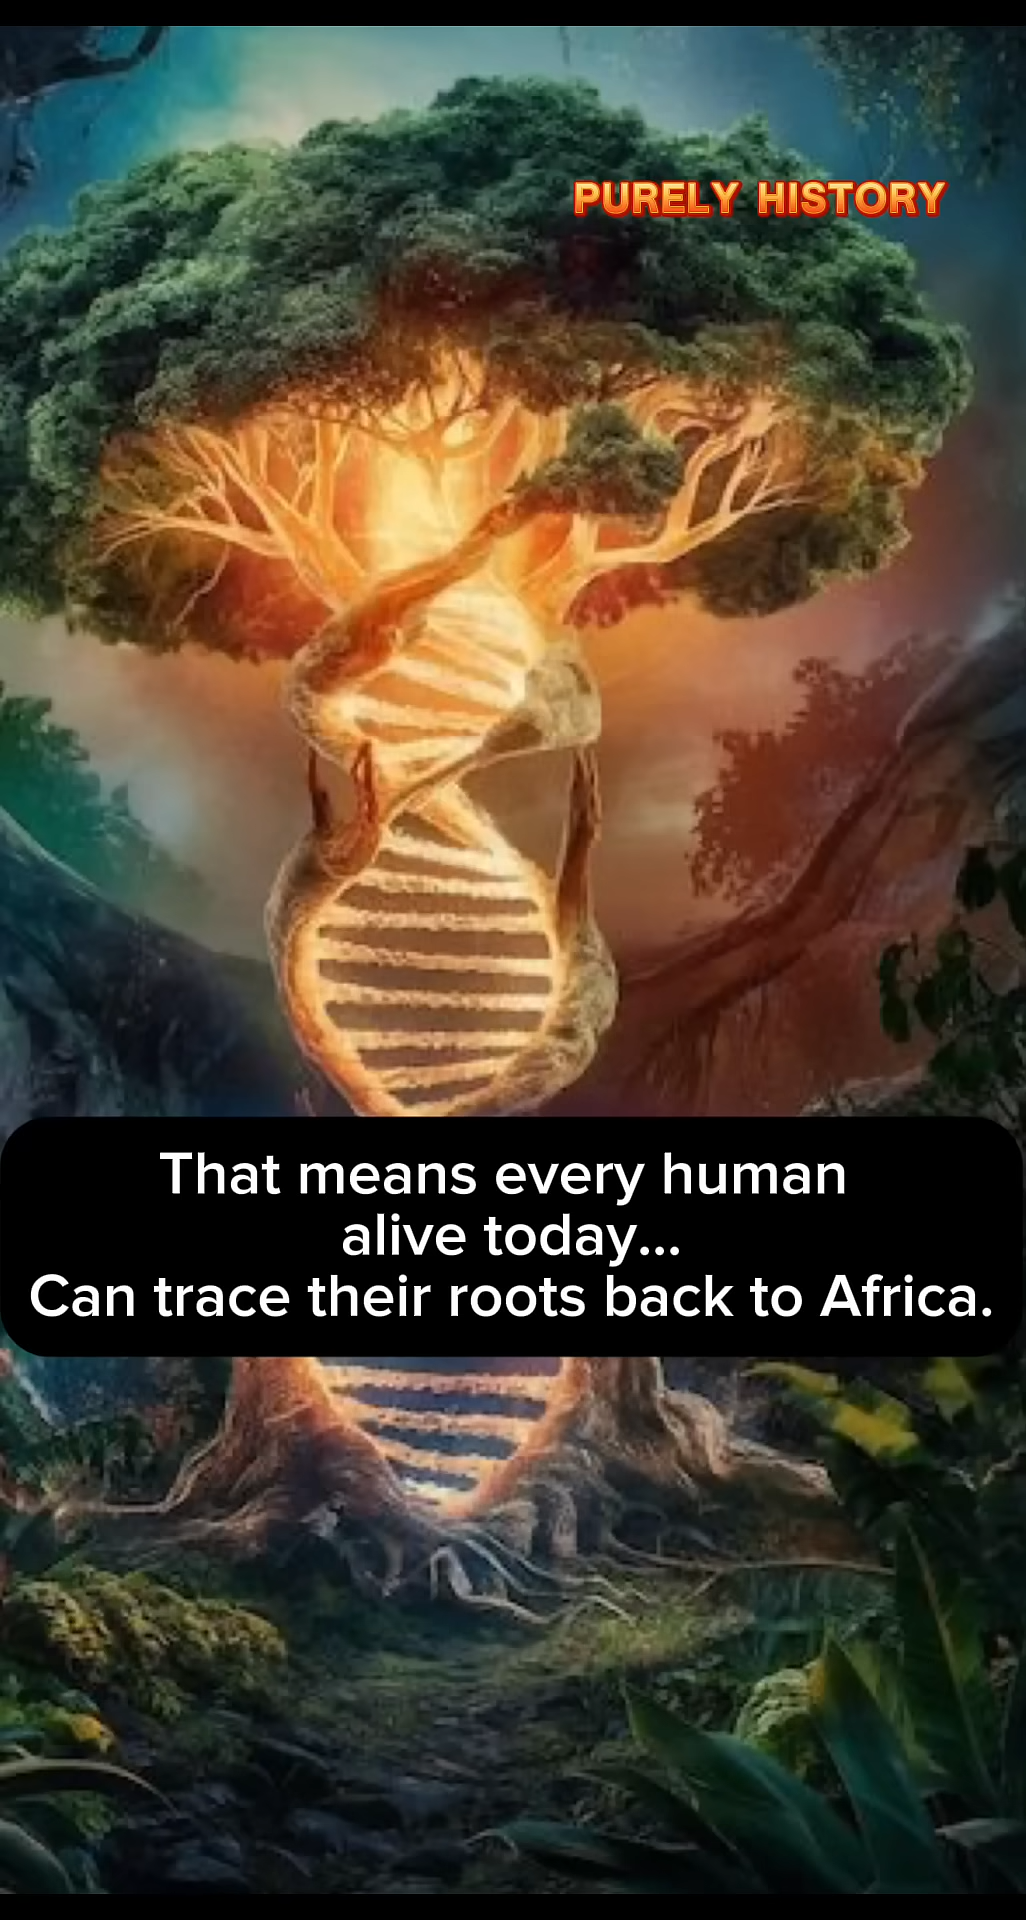 PURELY HISTORY
That means every human
alive today...
Can trace their roots back to Africa.